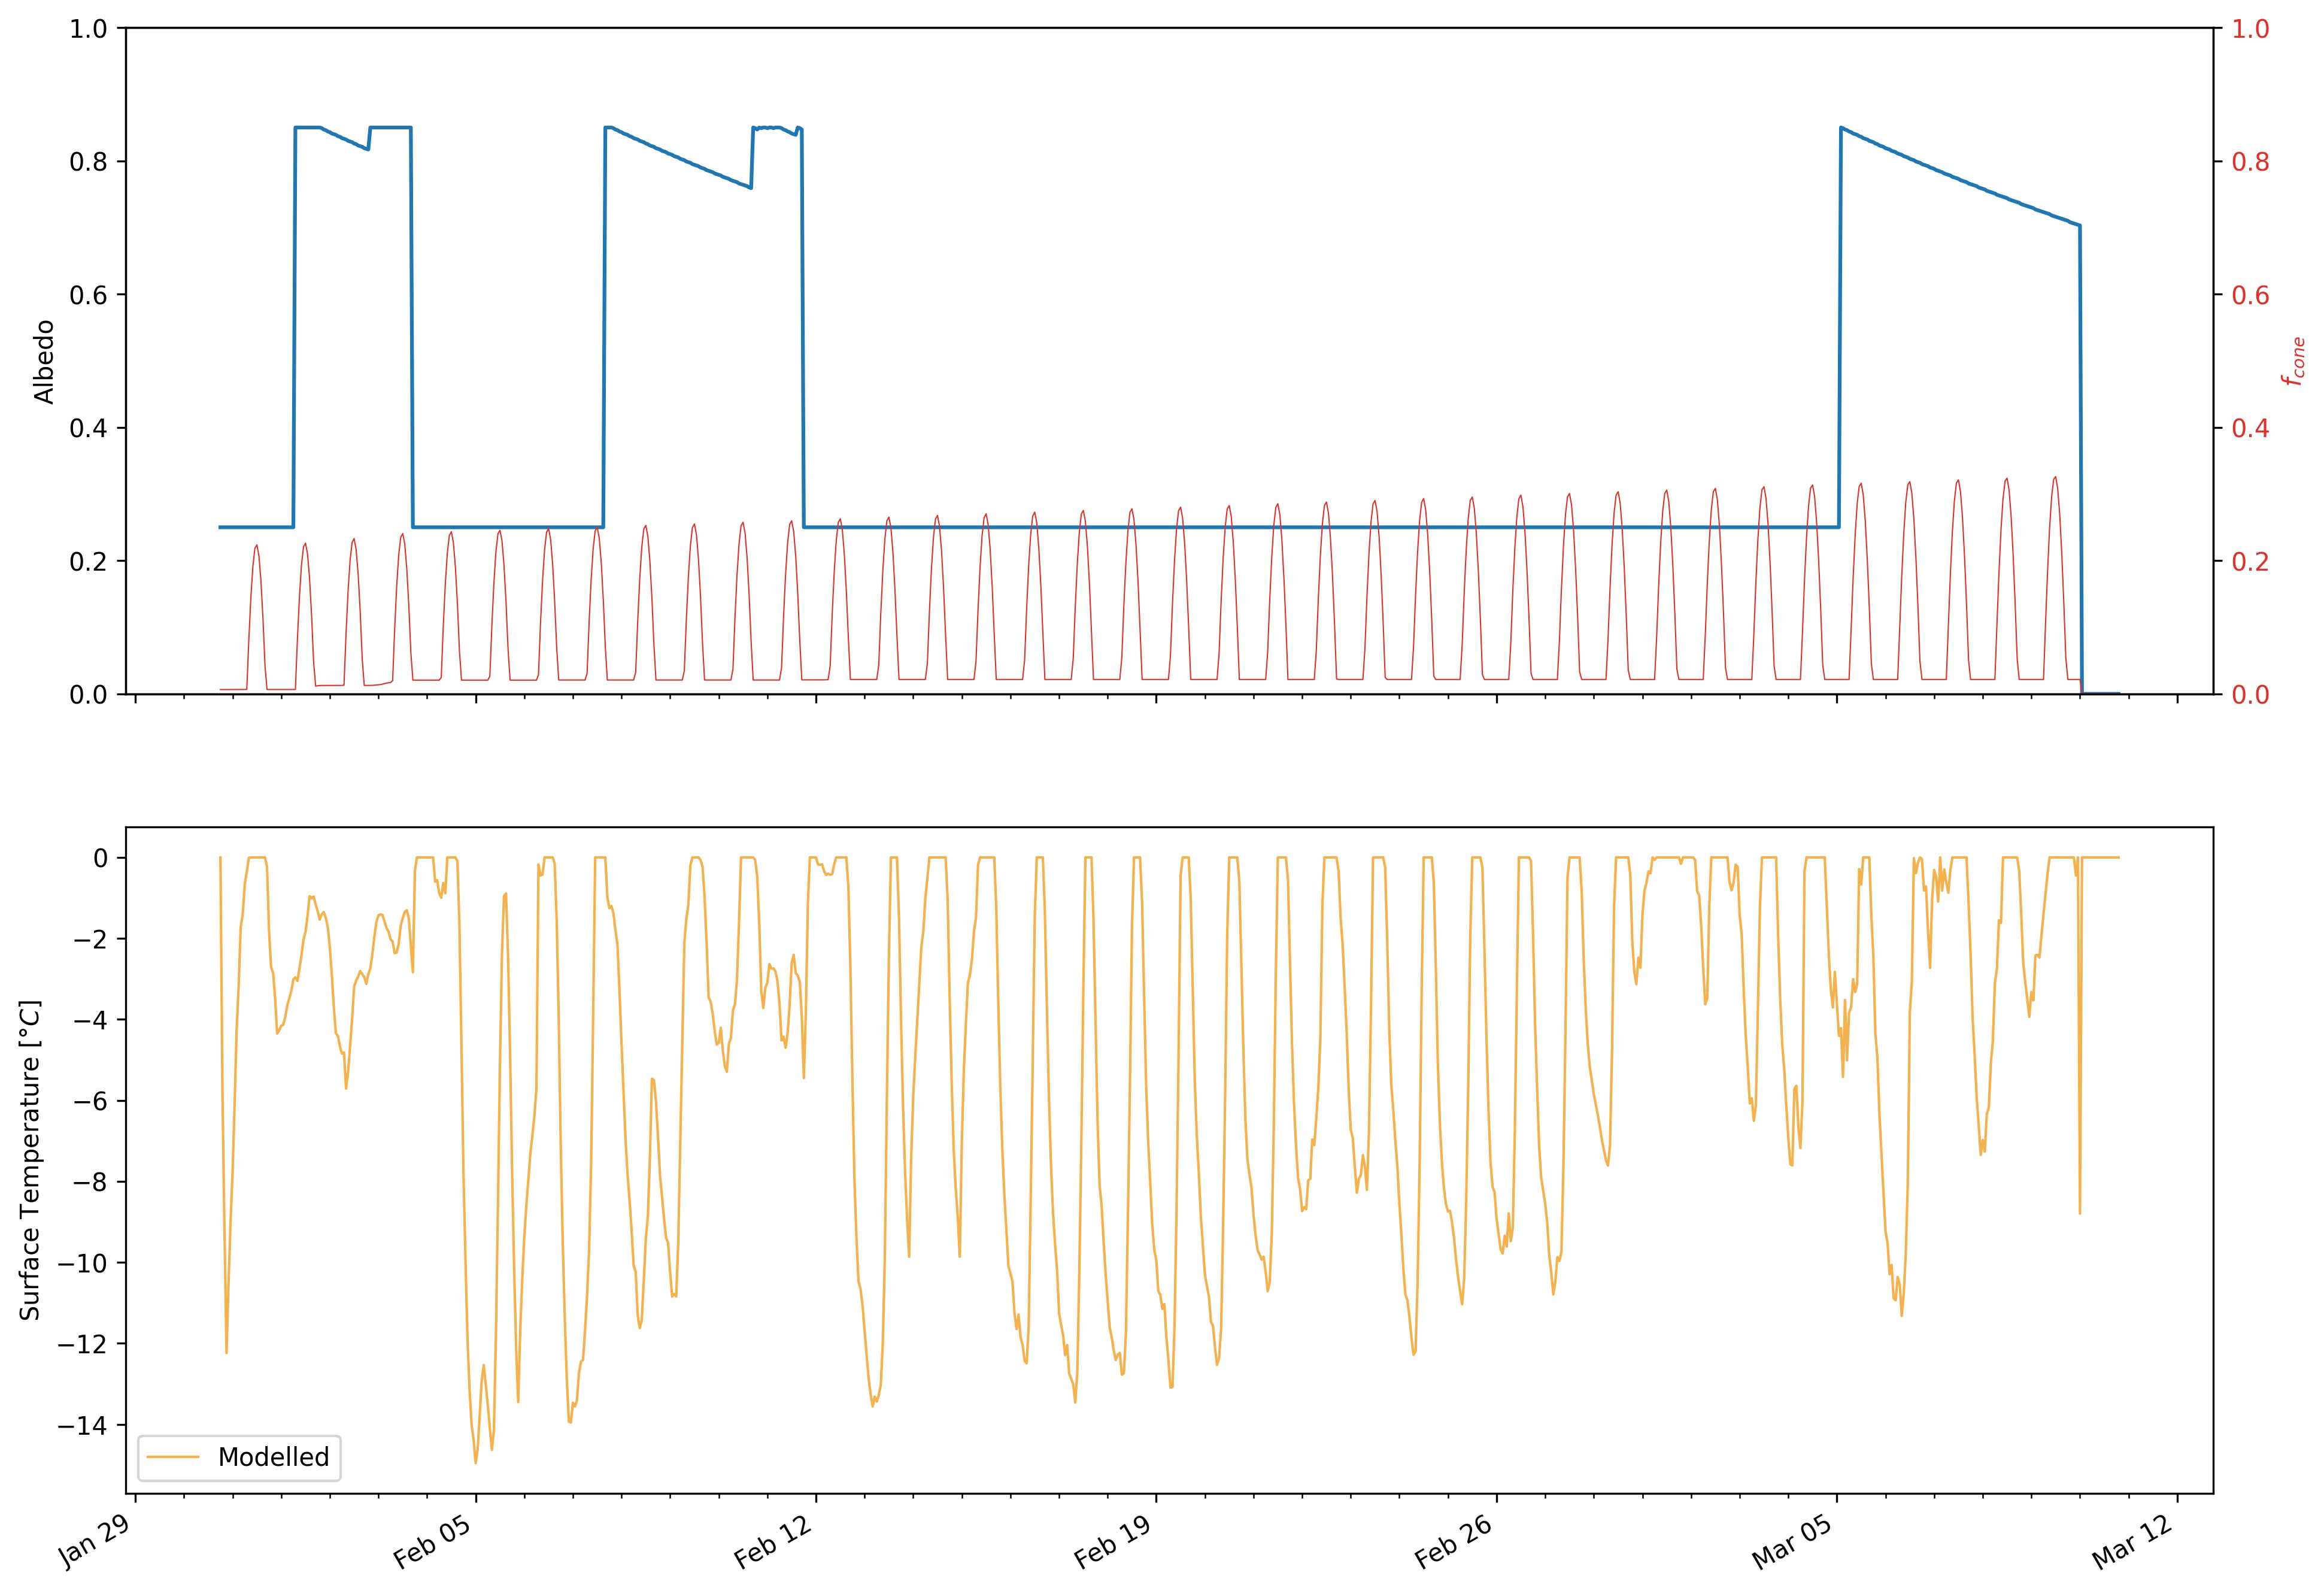 1.0
0.8
0.6
0.4
0.2
0.0
Albedo
1.0
0.8
0.6
0.4
0.2
0.0
f_cone
0
−2
−4
−6
−8
−10
−12
−14
Surface Temperature [°C]
Modelled
Jan 29
Feb 05
Feb 12
Feb 19
Feb 26
Mar 05
Mar 12